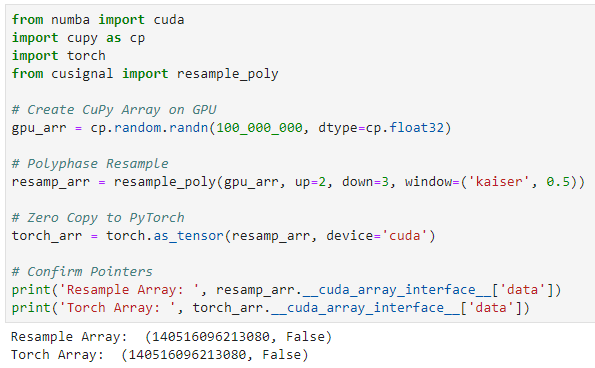 from numba import cuda
import cupy as cp
import torch
from cusignal import resample_poly
# Create CuPy Array on GPU
gpu_arr = cp.random.randn(100_000_000, dtype=cp.float32)
# Polyphase Resample
resamp_arr = resample_poly(gpu_arr, up=2, down=3, window=('kaiser', 0.5))
# Zero Copy to PyTorch
torch_arr = torch.as_tensor(resamp_arr, device='cuda')
# Confirm Pointers
print('Resample Array: ', resamp_arr.__cuda_array_interface__['data'])
print('Torch Array: ', torch_arr.__cuda_array_interface__['data'])
Resample Array:  (140516096213080, False)
Torch Array:  (140516096213080, False)